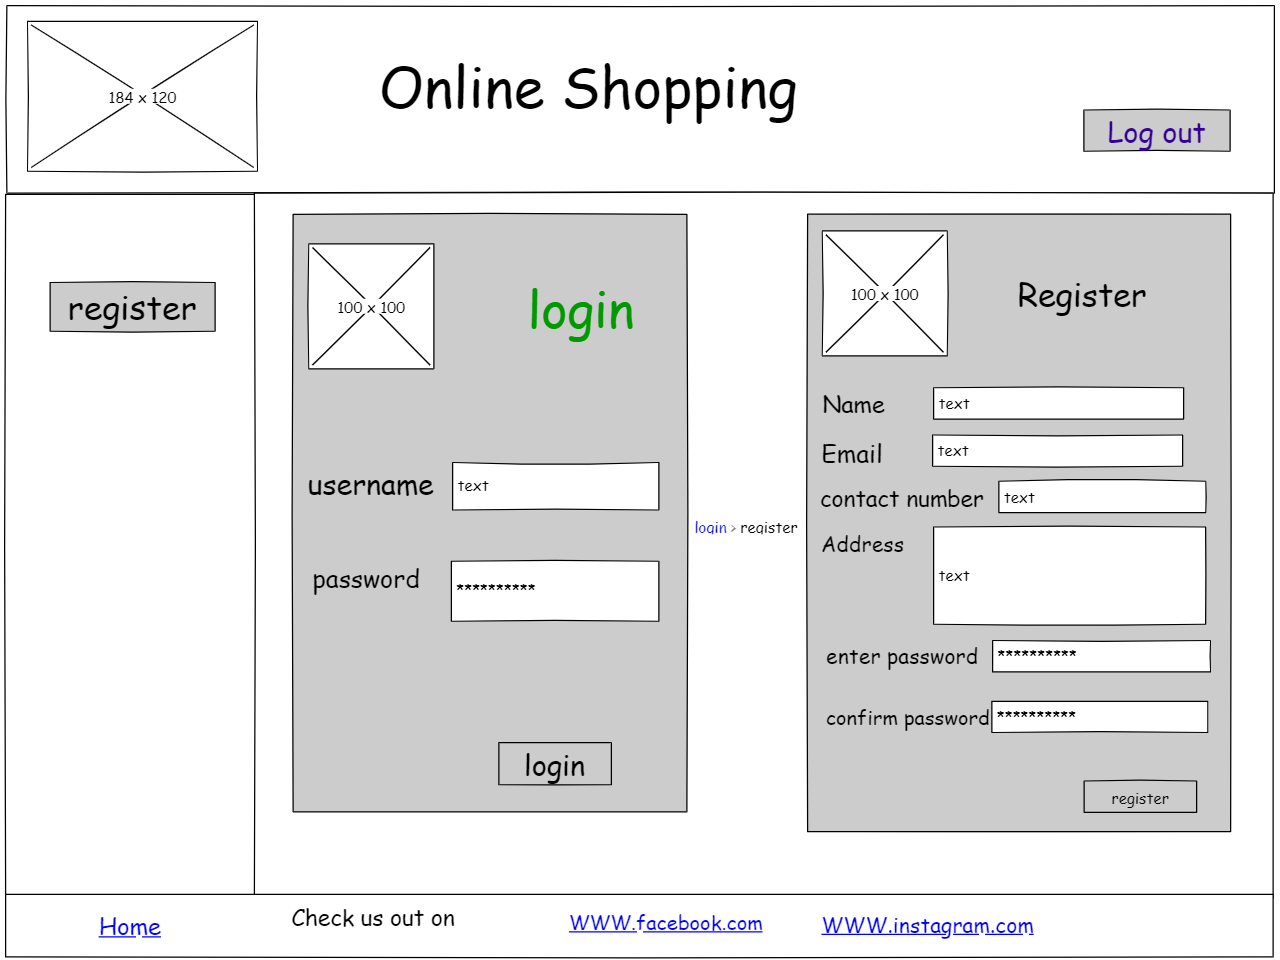 184 x 120
Online Shopping
Log out
register
100 x 100
login
username
text
password
**********
login
login > register
100 x 100
Register
Name
text
Email
text
contact number
text
Address
text
enter password
**********
confirm password
**********
register
Home
Check us out on
WWW.facebook.com
WWW.instagram.com